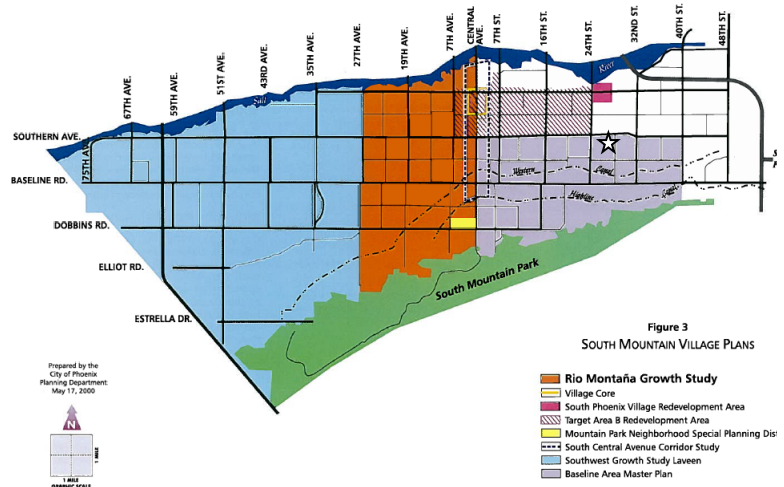 67TH AVE.
59TH AVE.
51ST AVE.
43RD AVE.
35TH AVE.
27TH AVE.
19TH AVE.
7TH AVE.
CENTRAL AVE.
7TH ST.
16TH ST.
24TH ST.
32ND ST.
40TH ST.
48TH ST.
Salt
River
SOUTHERN AVE.
75TH AVE.
BASELINE RD.
Western Canal
Highline Canal
DOBBINS RD.
ELLIOT RD.
ESTRELLA DR.
South Mountain Park
Figure 3
SOUTH MOUNTAIN VILLAGE PLANS
Prepared by the
City of Phoenix
Planning Department
May 17, 2000
N
1 MILE
1 MILE
GRAPHIC SCALE
Rio Montaña Growth Study
Village Core
South Phoenix Village Redevelopment Area
Target Area B Redevelopment Area
Mountain Park Neighborhood Special Planning Dist
South Central Avenue Corridor Study
Southwest Growth Study Laveen
Baseline Area Master Plan